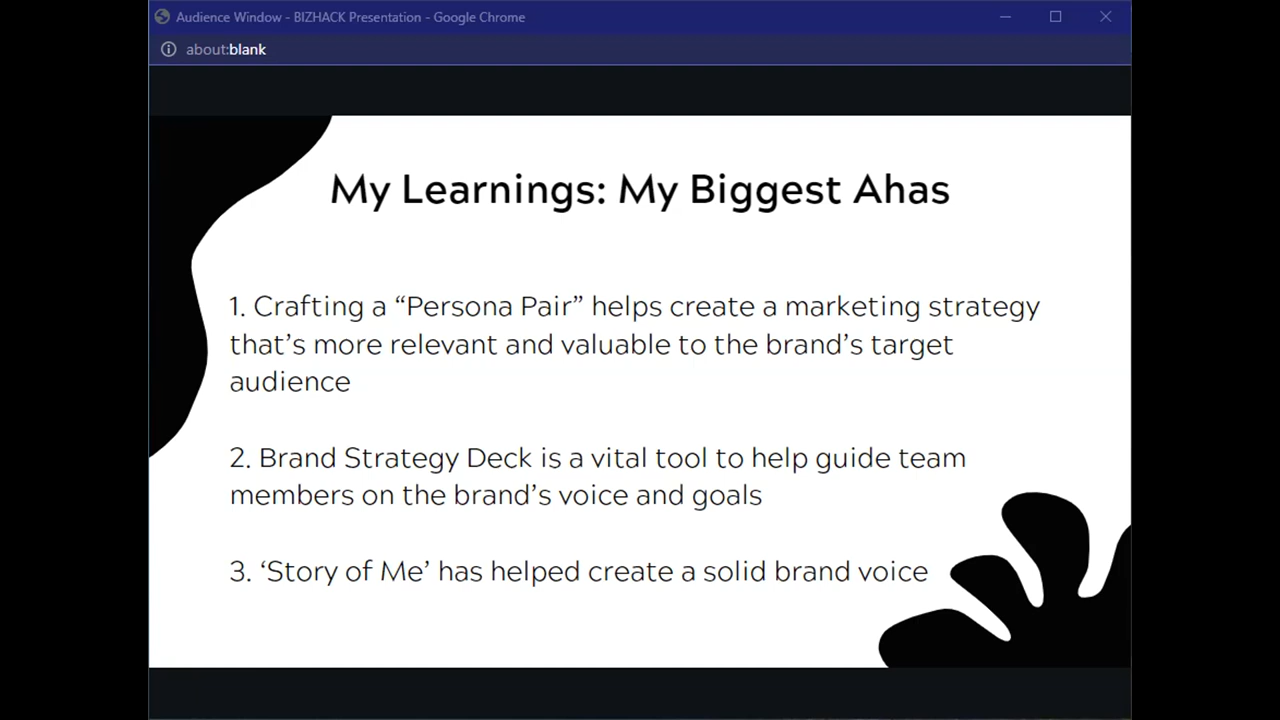 Audience Window - BIZHACK Presentation - Google Chrome
about:blank
My Learnings: My Biggest Ahas
1. Crafting a “Persona Pair” helps create a marketing strategy
that’s more relevant and valuable to the brand’s target
audience
2. Brand Strategy Deck is a vital tool to help guide team
members on the brand’s voice and goals
3. ‘Story of Me’ has helped create a solid brand voice